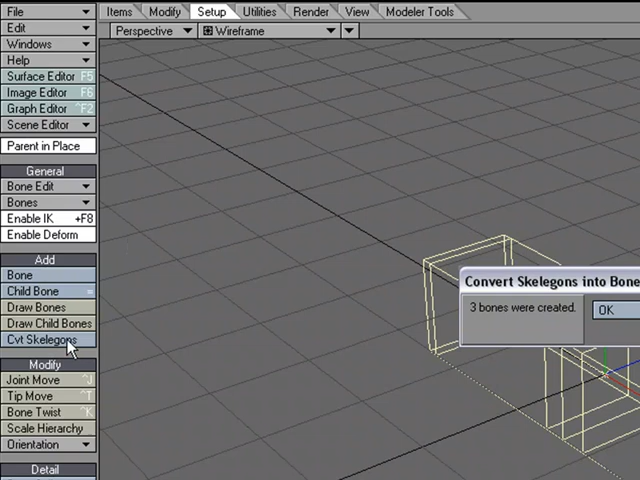 File
Items
Modify
Setup
Utilities
Render
View
Modeler Tools
Edit
Perspective
Wireframe
Windows
Help
Surface Editor F5
Image Editor F6
Graph Editor ^F2
Scene Editor
Parent in Place
General
Bone Edit
Bones
Enable IK +F8
Enable Deform
Add
Bone
Child Bone =
Draw Bones
Draw Child Bones
Cvt Skelegons
Convert Skelegons into Bone
3 bones were created.
OK
Modify
Joint Move ^J
Tip Move ^T
Bone Twist ^K
Scale Hierarchy
Orientation
Detail